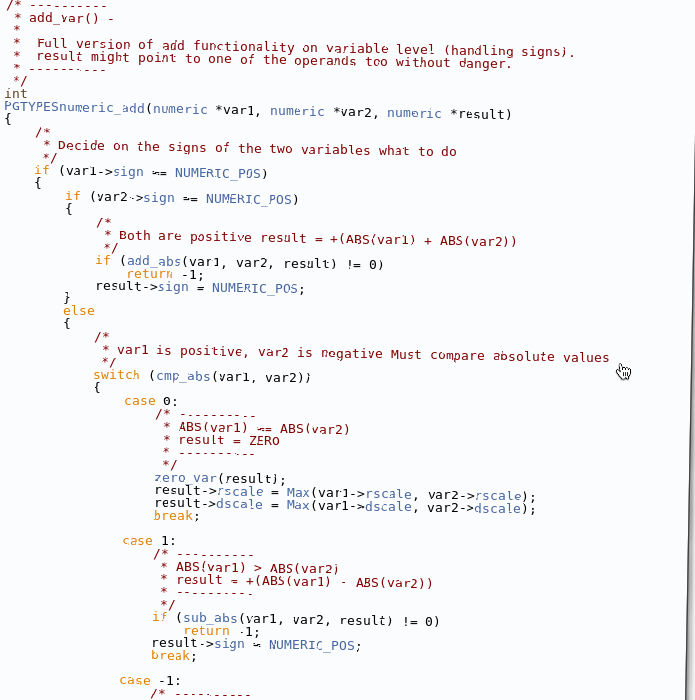 /* ----------
 * add_var() -
 *
 *  Full version of add functionality on variable level (handling signs).
 *  result might point to one of the operands too without danger.
 * ----------
 */
int
PGTYPESnumeric_add(numeric *var1, numeric *var2, numeric *result)
{
    /*
     * Decide on the signs of the two variables what to do
     */
    if (var1->sign == NUMERIC_POS)
    {
        if (var2->sign == NUMERIC_POS)
        {
            /*
             * Both are positive result = +(ABS(var1) + ABS(var2))
             */
            if (add_abs(var1, var2, result) != 0)
                return -1;
            result->sign = NUMERIC_POS;
        }
        else
        {
            /*
             * var1 is positive, var2 is negative Must compare absolute values
             */
            switch (cmp_abs(var1, var2))
            {
                case 0:
                    /* ----------
                     * ABS(var1) == ABS(var2)
                     * result = ZERO
                     * ----------
                     */
                    zero_var(result);
                    result->rscale = Max(var1->rscale, var2->rscale);
                    result->dscale = Max(var1->dscale, var2->dscale);
                    break;

                case 1:
                    /* ----------
                     * ABS(var1) > ABS(var2)
                     * result = +(ABS(var1) - ABS(var2))
                     * ----------
                     */
                    if (sub_abs(var1, var2, result) != 0)
                        return -1;
                    result->sign = NUMERIC_POS;
                    break;

                case -1:
                    /* ----------